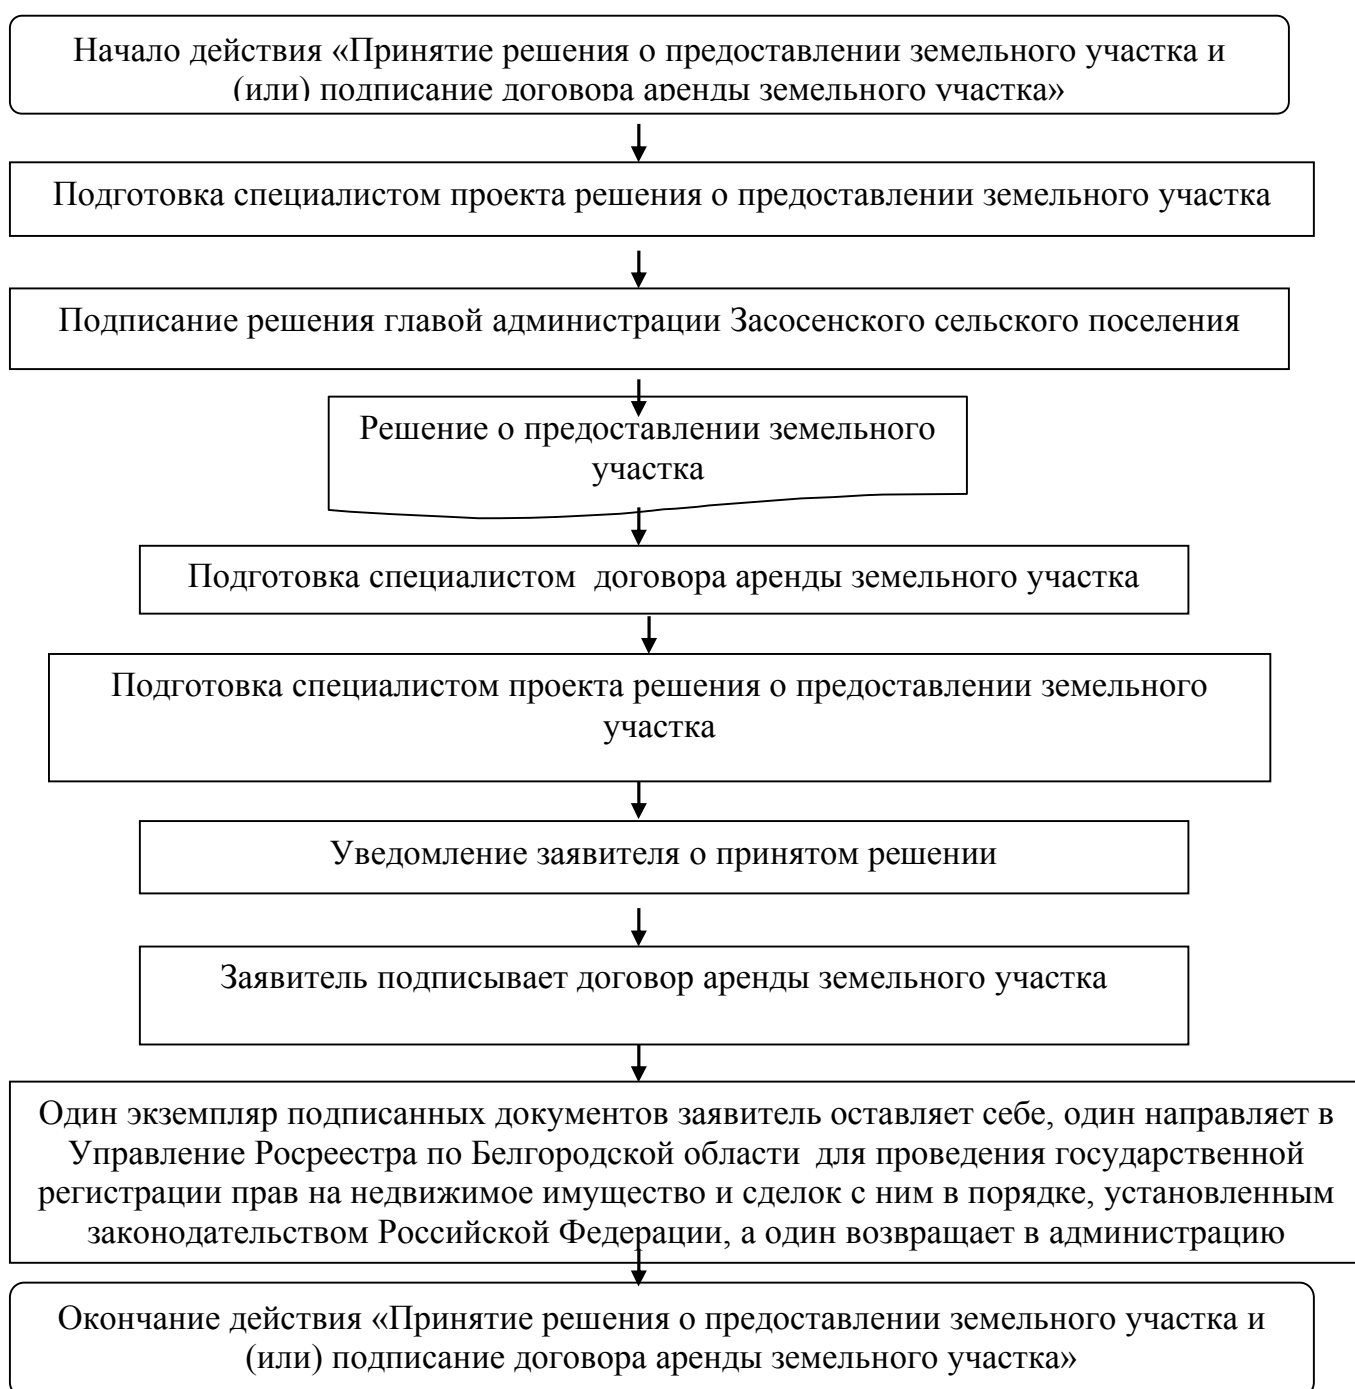 Начало действия «Принятие решения о предоставлении земельного участка и
(или) подписание договора аренды земельного участка»
Подготовка специалистом проекта решения о предоставлении земельного участка
Подписание решения главой администрации Засосенского сельского поселения
Решение о предоставлении земельного
участка
Подготовка специалистом  договора аренды земельного участка
Подготовка специалистом проекта решения о предоставлении земельного
участка
Уведомление заявителя о принятом решении
Заявитель подписывает договор аренды земельного участка
Один экземпляр подписанных документов заявитель оставляет себе, один направляет в
Управление Росреестра по Белгородской области  для проведения государственной
регистрации прав на недвижимое имущество и сделок с ним в порядке, установленным
законодательством Российской Федерации, а один возвращает в администрацию
Окончание действия «Принятие решения о предоставлении земельного участка и
(или) подписание договора аренды земельного участка»